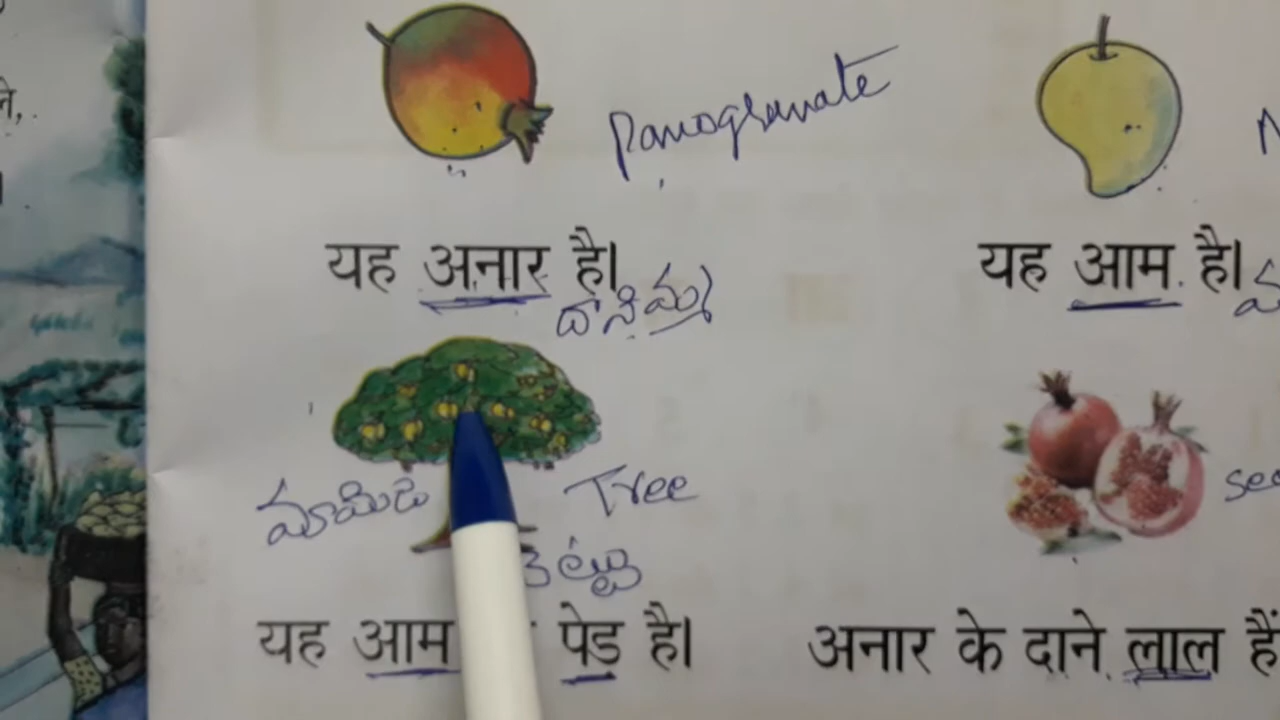 ने,
Panogranate
यह अनार है। यह आम है।
దానిమ్మ
మామిడి Tree
చెట్టు
यह आम पेड़ है। अनार के दाने लाल हैं